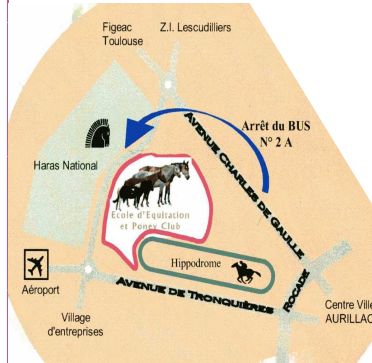 Figeac
Toulouse
Z.I. Lescudilliers
Arrêt du BUS
N° 2 A
AVENUE CHARLES DE GAULLE
Haras National
Ecole d'Equitation
et Poney Club
Hippodrome
Aéroport
AVENUE DE TRONQUIÈRES
ROCADE
Village
d'entreprises
Centre Ville
AURILLAC